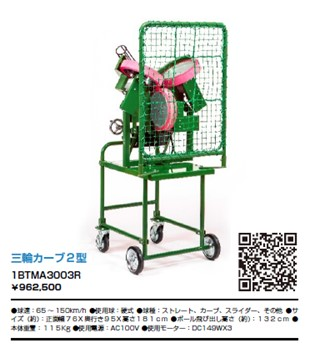 三輪カーブ2型
1BTMA3003R
¥962,500
●球速:65~150km/h ●使用球:硬式 ●球種:ストレート、カーブ、スライダー、その他 ●サ
イズ(約):正面幅76X奥行き95X高さ181cm ●ボール飛び出し高さ(約):132cm ●
本体重量:115Kg ●使用電源:AC100V ●使用モーター:DC149WX3